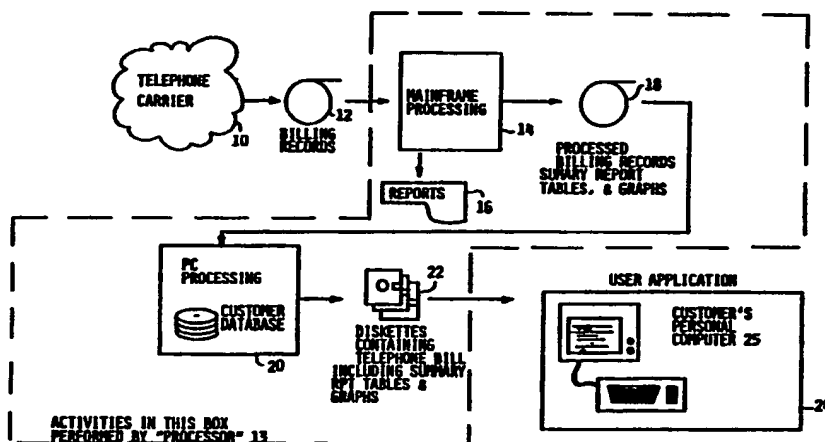 TELEPHONE
CARRIER
10
12
BILLING
RECORDS
MAINFRAME
PROCESSING
14
REPORTS
16
18
PROCESSED
BILLING RECORDS
SUMARY REPORT
TABLES, & GRAPHS
PC
PROCESSING
CUSTOMER
DATABASE
20
22
DISKETTES
CONTAINING
TELEPHONE BILL
INCLUDING SUMMARY
RPT TABLES &
GRAPHS
USER APPLICATION
CUSTOMER'S
PERSONAL
COMPUTER 25
ACTIVITIES IN THIS BOX
PERFORMED BY "PROCESSOR" 13